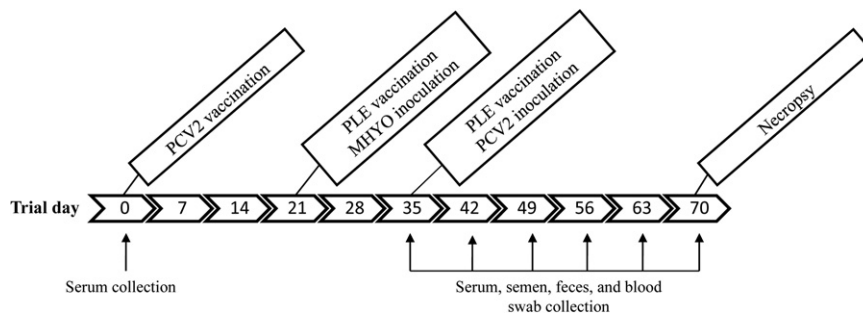 PCV2 vaccination
PLE vaccination
MHYO inoculation
PLE vaccination
PCV2 inoculation
Necropsy
Trial day 0 7 14 21 28 35 42 49 56 63 70
Serum collection
Serum, semen, feces, and blood
swab collection